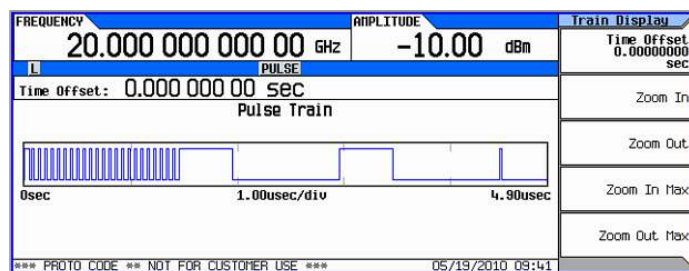 FREQUENCY
20.000 000 000 00 GHz
AMPLITUDE
-10.00 dBm
L
PULSE
Time Offset: 0.000 000 00 sec
Pulse Train
0sec
1.00usec/div
4.90usec
*** PROTO CODE ** NOT FOR CUSTOMER USE ***
05/19/2010 09:41
Train Display
Time Offset
0.00000000
sec
Zoom In
Zoom Out
Zoom In Max
Zoom Out Max